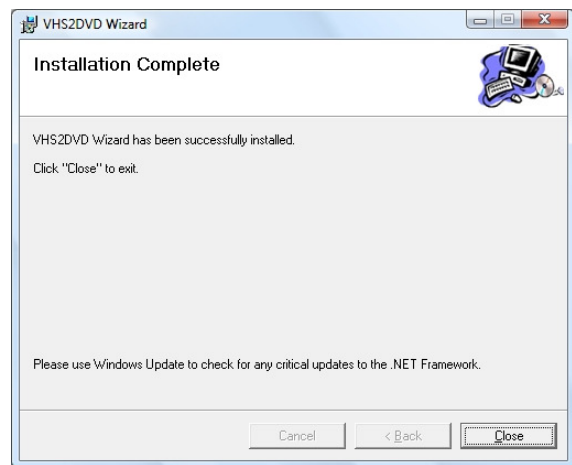 VHS2DVD Wizard
Installation Complete
VHS2DVD Wizard has been successfully installed.
Click "Close" to exit.
Please use Windows Update to check for any critical updates to the .NET Framework.
Cancel
< Back
Close